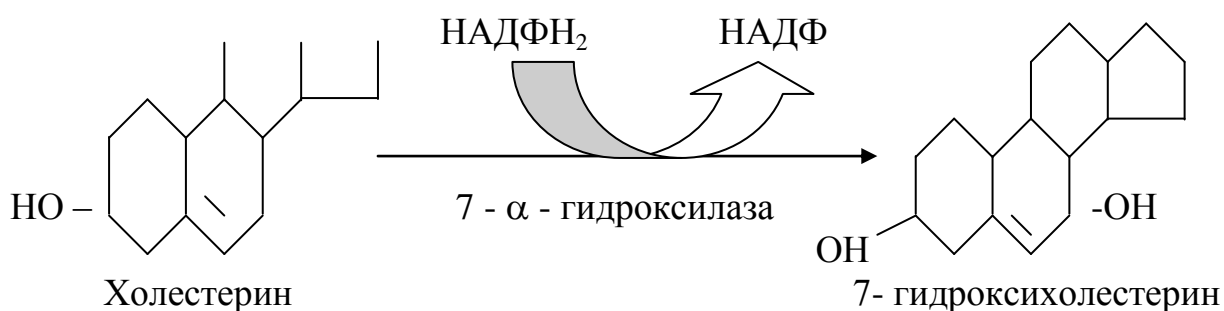 НАДФН₂ НАДФ
HO – 7 - α - гидроксилаза -OH
OH
Холестерин 7- гидроксихолестерин